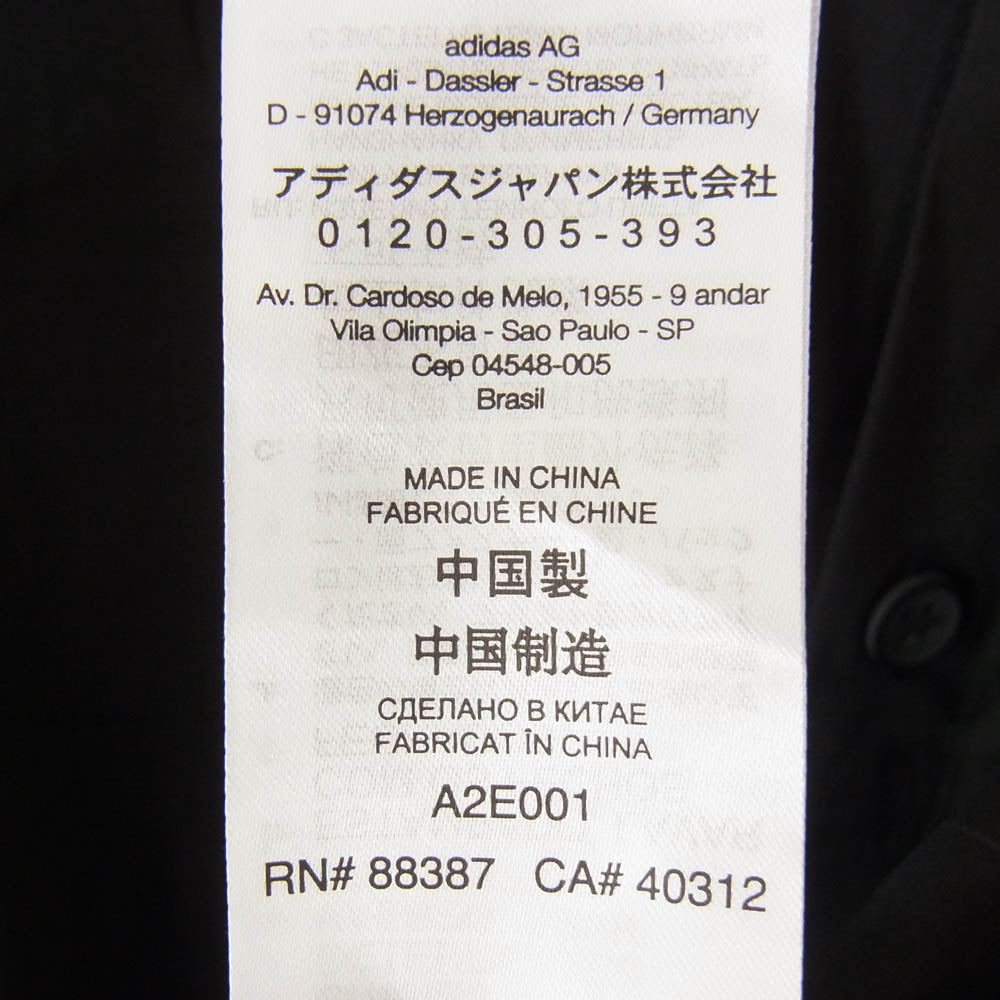 adidas AG
Adi - Dassler - Strasse 1
D - 91074 Herzogenaurach / Germany
アディダスジャパン株式会社
0120-305-393
Av. Dr. Cardoso de Melo, 1955 - 9 andar
Vila Olimpia - Sao Paulo - SP
Cep 04548-005
Brasil
MADE IN CHINA
FABRIQUÉ EN CHINE
中国製
中国制造
СДЕЛАНО В КИТАЕ
FABRICAT ÎN CHINA
A2E001
RN# 88387 CA# 40312